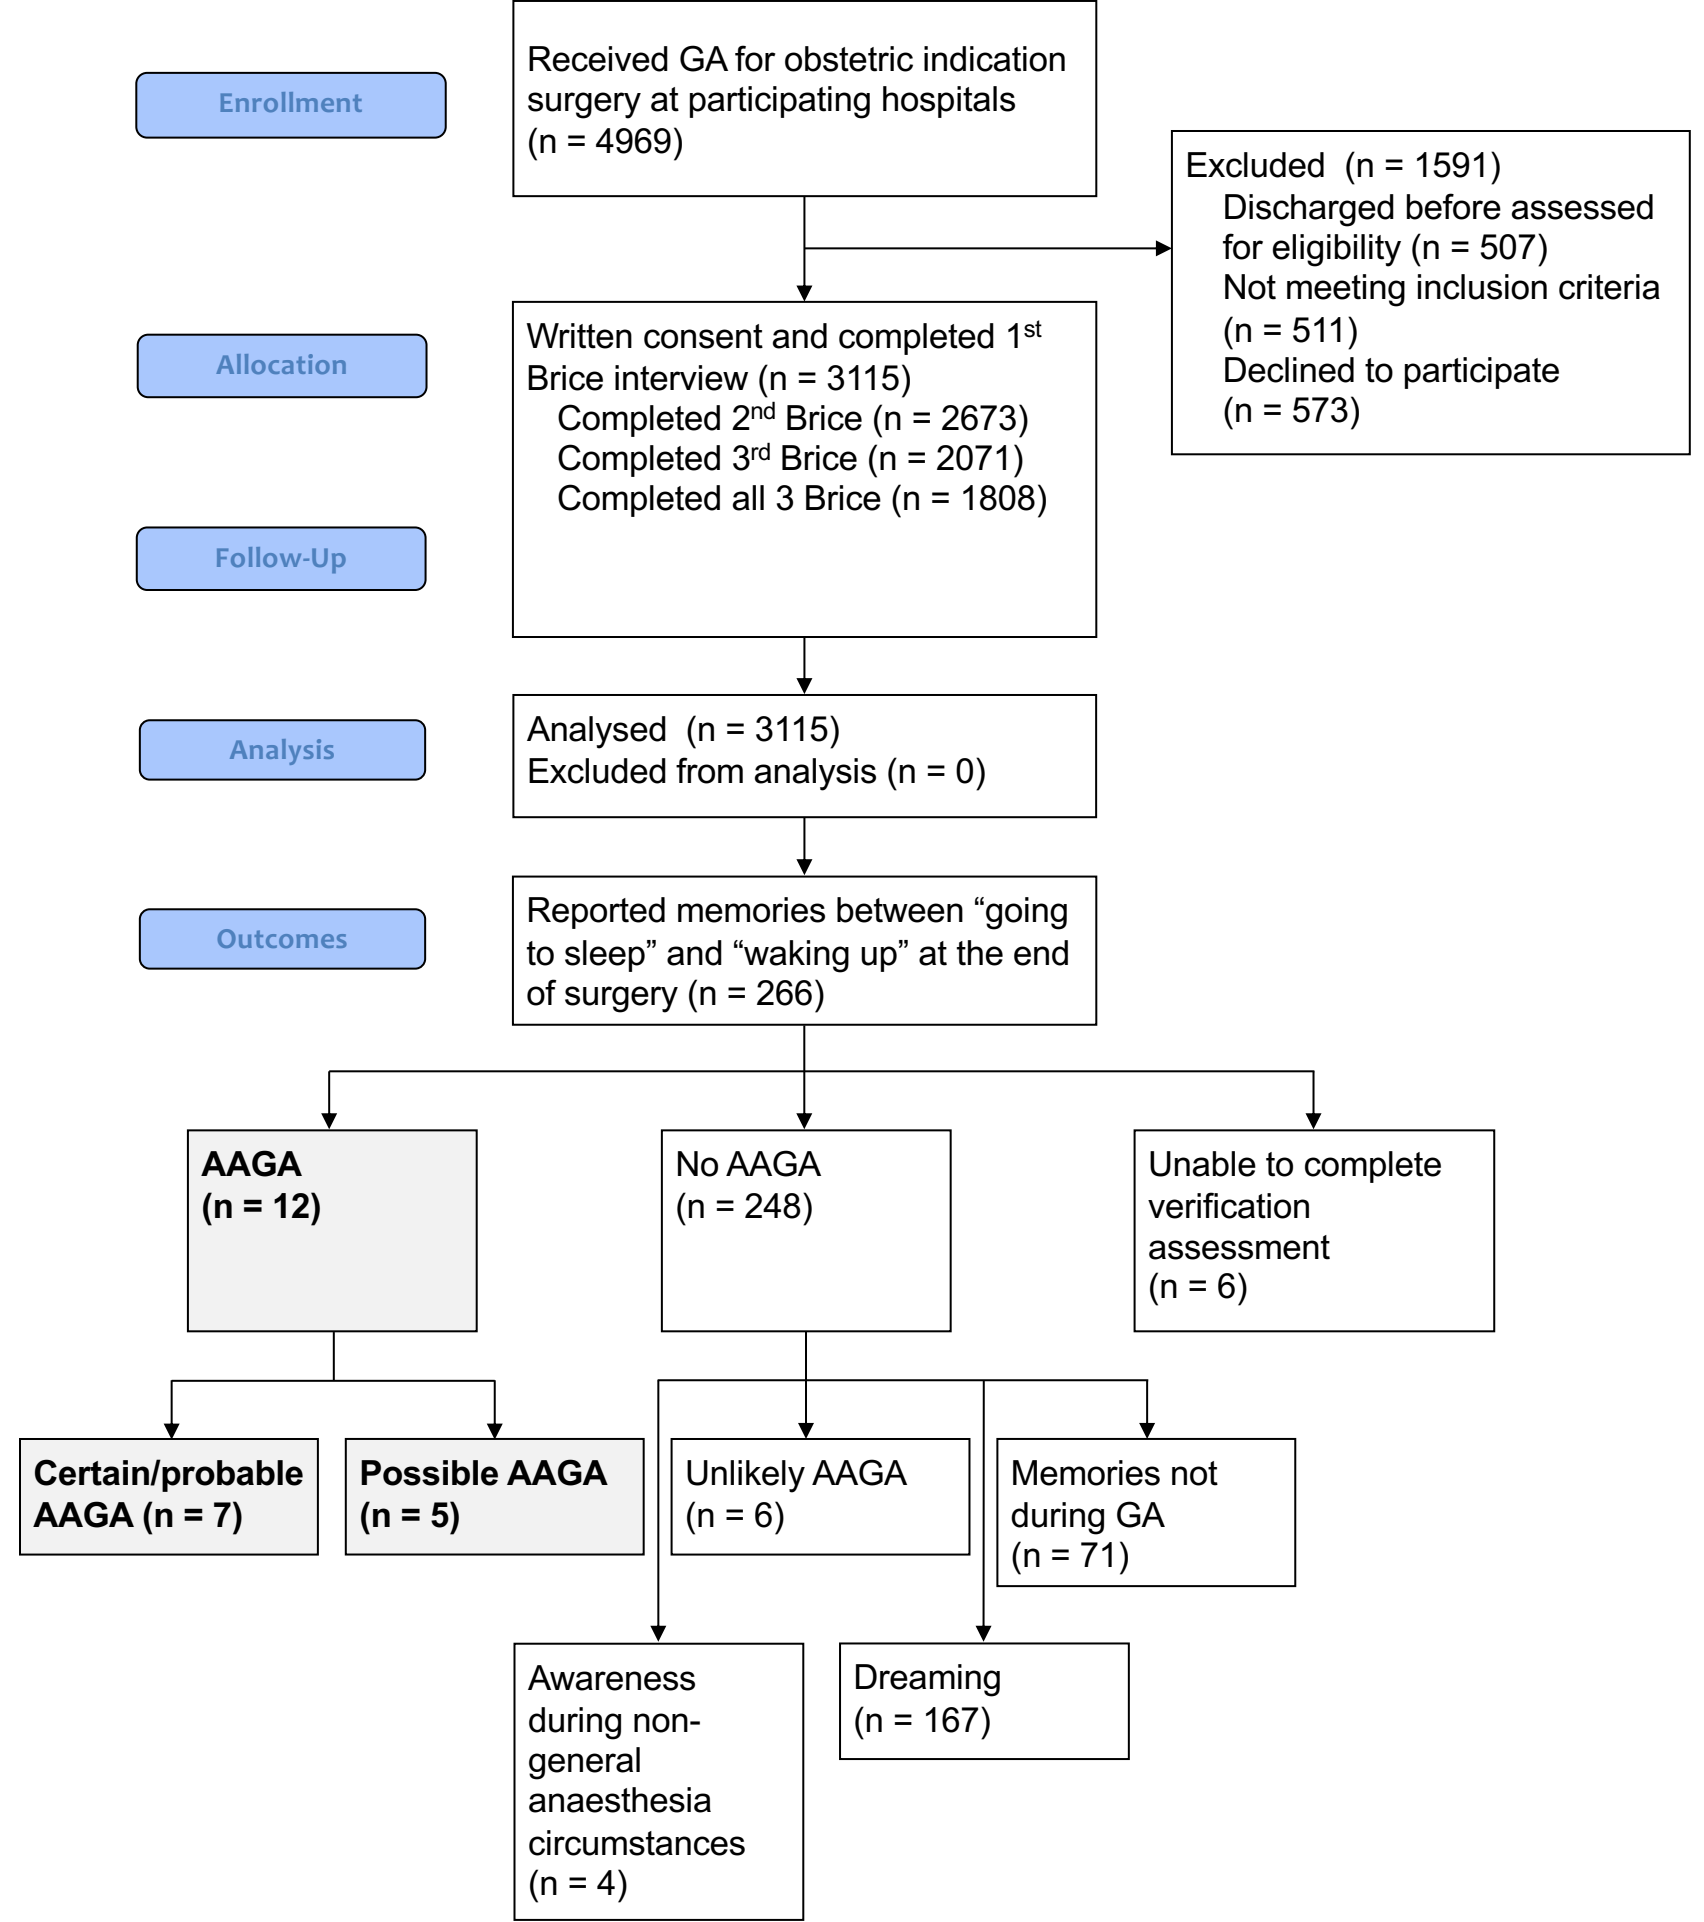 Enrollment
Received GA for obstetric indication
surgery at participating hospitals
(n = 4969)
Excluded  (n = 1591)
Discharged before assessed
for eligibility (n = 507)
Not meeting inclusion criteria
(n = 511)
Declined to participate
(n = 573)
Allocation
Written consent and completed 1st
Brice interview (n = 3115)
Completed 2nd Brice (n = 2673)
Completed 3rd Brice (n = 2071)
Completed all 3 Brice (n = 1808)
Follow-Up
Analysis
Analysed  (n = 3115)
Excluded from analysis (n = 0)
Outcomes
Reported memories between “going
to sleep” and “waking up” at the end
of surgery (n = 266)
AAGA
(n = 12)
No AAGA
(n = 248)
Unable to complete
verification
assessment
(n = 6)
Certain/probable
AAGA (n = 7)
Possible AAGA
(n = 5)
Unlikely AAGA
(n = 6)
Memories not
during GA
(n = 71)
Awareness
during non-
general
anaesthesia
circumstances
(n = 4)
Dreaming
(n = 167)